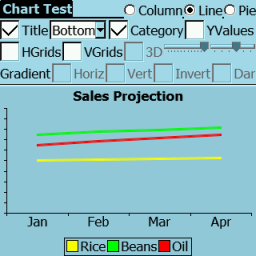 Chart Test Column Line Pie
Title Bottom Category YValues
HGrids VGrids 3D
Gradient Horiz Vert Invert Dar
Sales Projection
Jan Feb Mar Apr
Rice Beans Oil